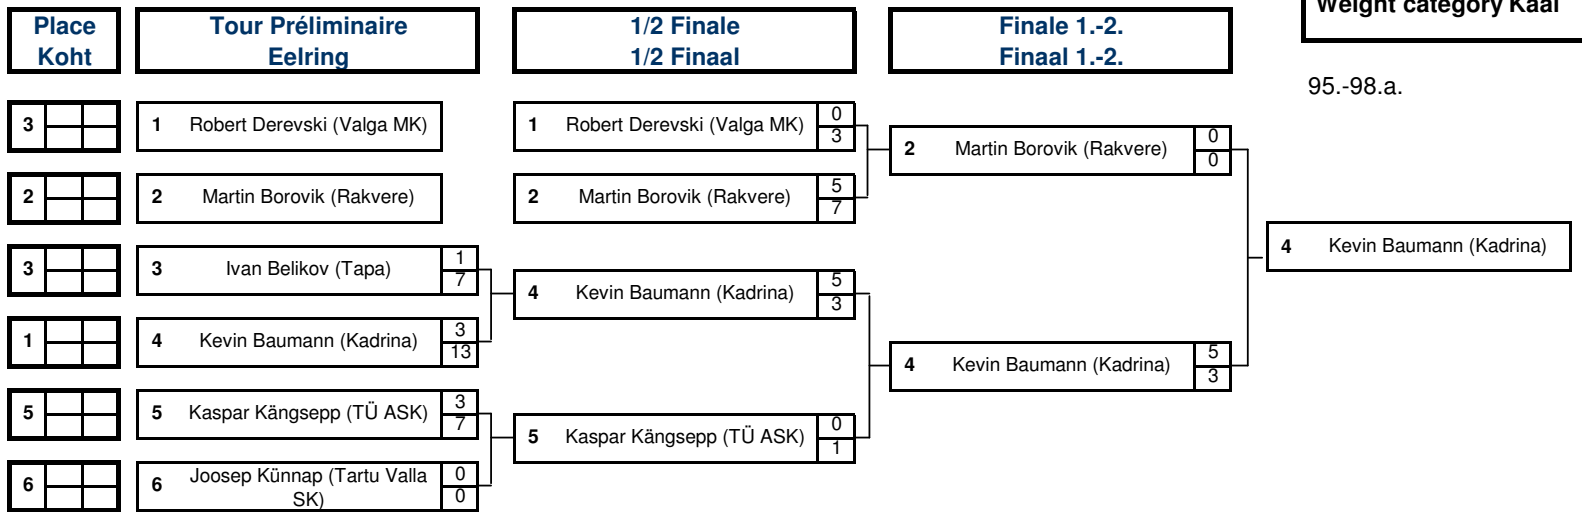 Weight category Kaal
Place Tour Préliminaire 1/2 Finale Finale 1.-2.
Koht Eelring 1/2 Finaal Finaal 1.-2.
95.-98.a.
3 1 Robert Derevski (Valga MK) 1 Robert Derevski (Valga MK) 0
3
2 Martin Borovik (Rakvere) 0
0
2 2 Martin Borovik (Rakvere) 2 Martin Borovik (Rakvere) 5
7
4 Kevin Baumann (Kadrina)
3 3 Ivan Belikov (Tapa) 1
7
4 Kevin Baumann (Kadrina) 5
3
1 4 Kevin Baumann (Kadrina) 3
13
4 Kevin Baumann (Kadrina) 5
3
5 5 Kaspar Kängsepp (TÜ ASK) 3
7
5 Kaspar Kängsepp (TÜ ASK) 0
1
6 6 Joosep Künnap (Tartu Valla 0
SK) 0